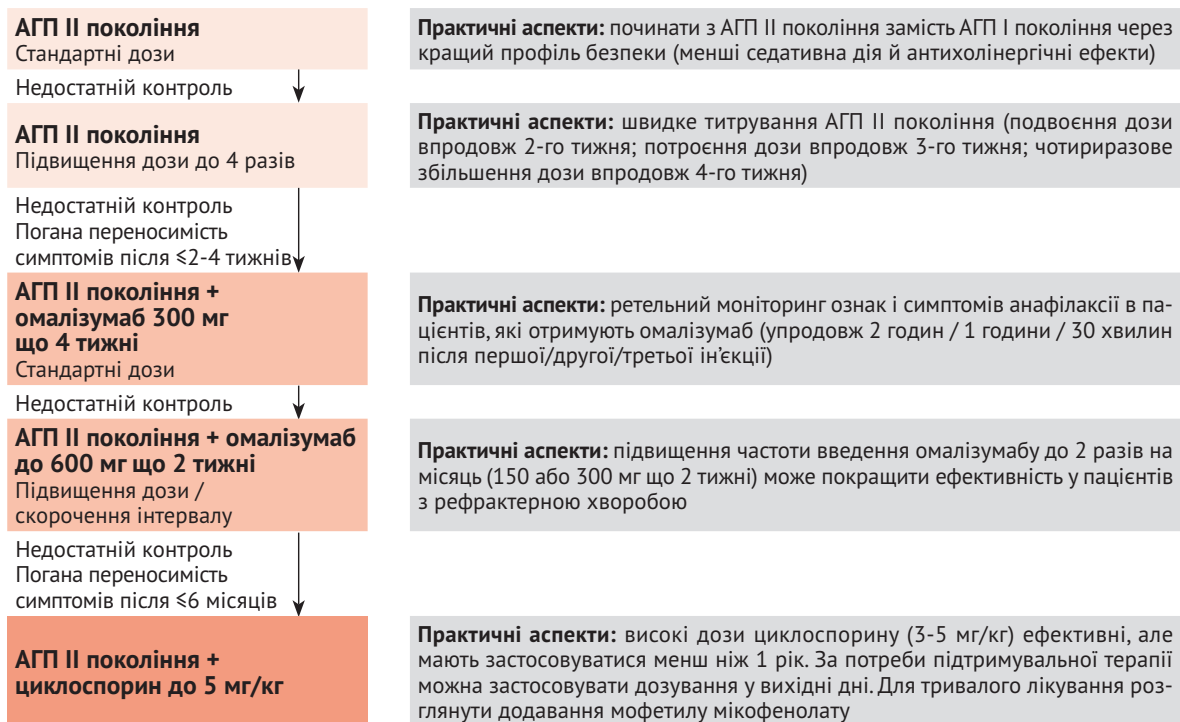 АГП II покоління
Стандартні дози
Практичні аспекти: починати з АГП II покоління замість АГП I покоління через
кращий профіль безпеки (менші седативна дія й антихолінергічні ефекти)
Недостатній контроль
АГП II покоління
Підвищення дози до 4 разів
Практичні аспекти: швидке титрування АГП II покоління (подвоєння дози
впродовж 2-го тижня; потроєння дози впродовж 3-го тижня; чотириразове
збільшення дози впродовж 4-го тижня)
Недостатній контроль
Погана переносимість
симптомів після ⩽2-4 тижнів
АГП II покоління +
омалізумаб 300 мг
що 4 тижні
Стандартні дози
Практичні аспекти: ретельний моніторинг ознак і симптомів анафілаксії в па-
цієнтів, які отримують омалізумаб (упродовж 2 годин / 1 години / 30 хвилин
після першої/другої/третьої ін’єкції)
Недостатній контроль
АГП II покоління + омалізумаб
до 600 мг що 2 тижні
Підвищення дози /
скорочення інтервалу
Практичні аспекти: підвищення частоти введення омалізумабу до 2 разів на
місяць (150 або 300 мг що 2 тижні) може покращити ефективність у пацієнтів
з рефрактерною хворобою
Недостатній контроль
Погана переносимість
симптомів після ⩽6 місяців
АГП II покоління +
циклоспорин до 5 мг/кг
Практичні аспекти: високі дози циклоспорину (3-5 мг/кг) ефективні, але
мають застосовуватися менш ніж 1 рік. За потреби підтримувальної терапії
можна застосовувати дозування у вихідні дні. Для тривалого лікування роз-
глянути додавання мофетилу мікофенолату